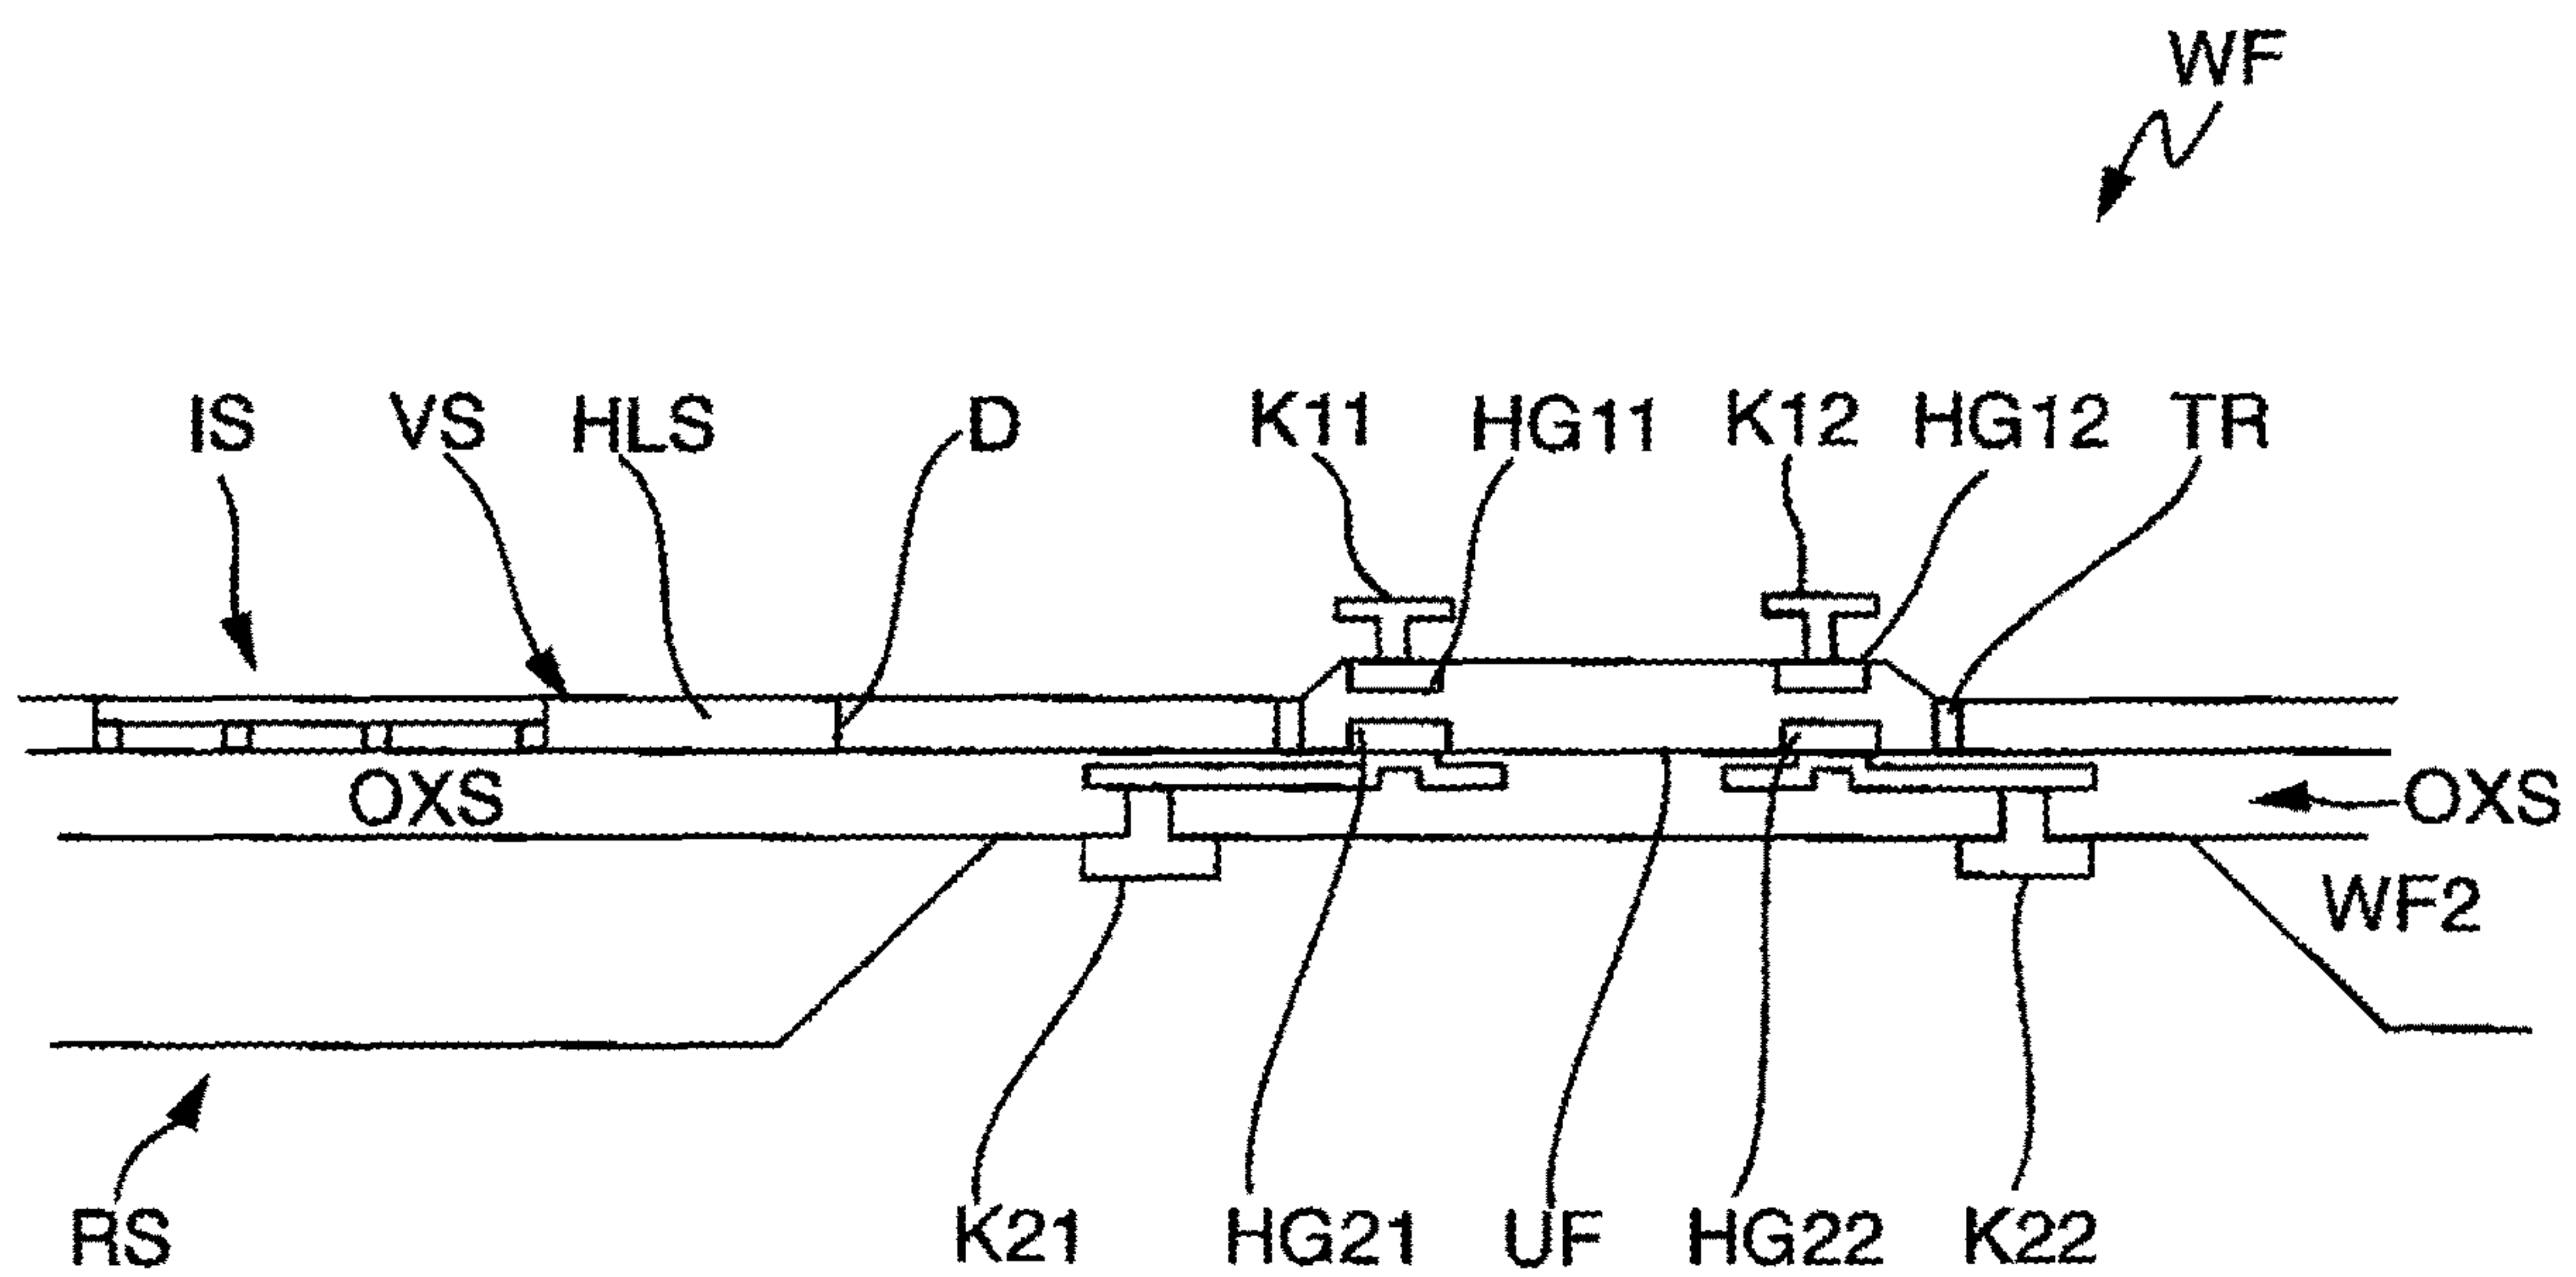 WF
IS VS HLS D K11 HG11 K12 HG12 TR
OXS OXS
WF2
RS K21 HG21 UF HG22 K22